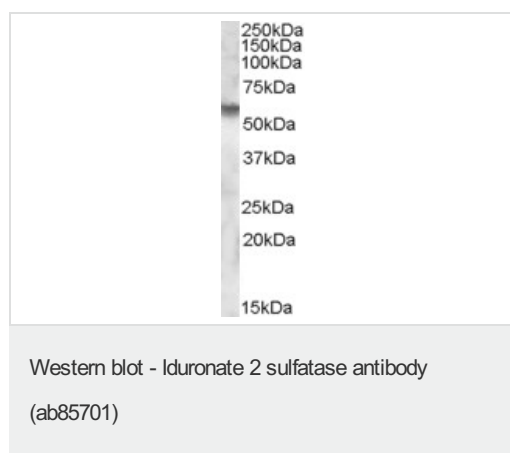 250kDa
150kDa
100kDa
75kDa
50kDa
37kDa
25kDa
20kDa
15kDa
Western blot - Iduronate 2 sulfatase antibody
(ab85701)